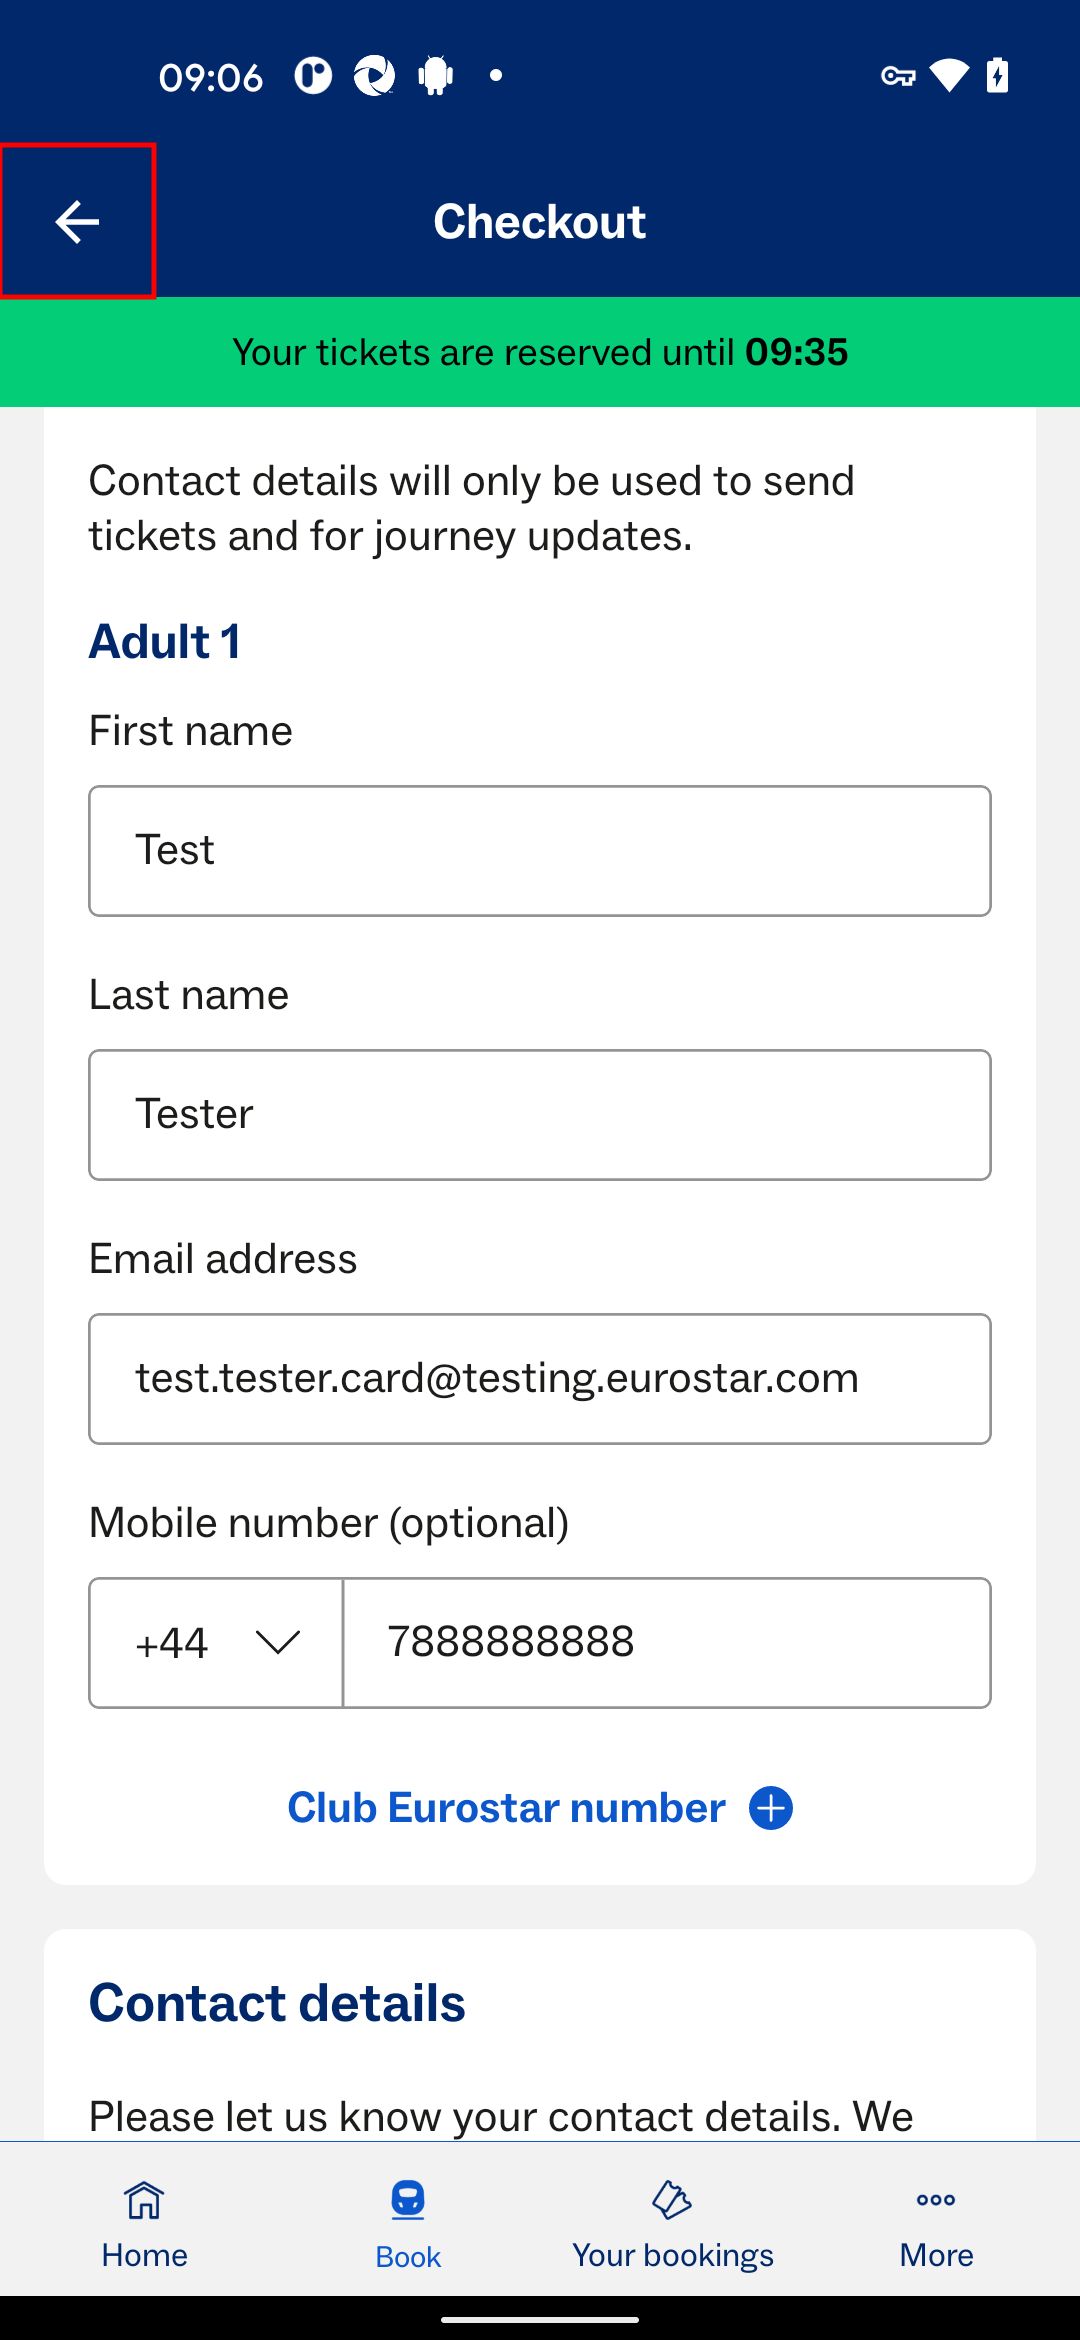 09:06
Checkout
Your tickets are reserved until 09:35
Contact details will only be used to send
tickets and for journey updates.
Adult 1
First name
Test
Last name
Tester
Email address
test.tester.card@testing.eurostar.com
Mobile number (optional)
+44 7888888888
Club Eurostar number
Contact details
Please let us know your contact details. We
Home Book Your bookings More